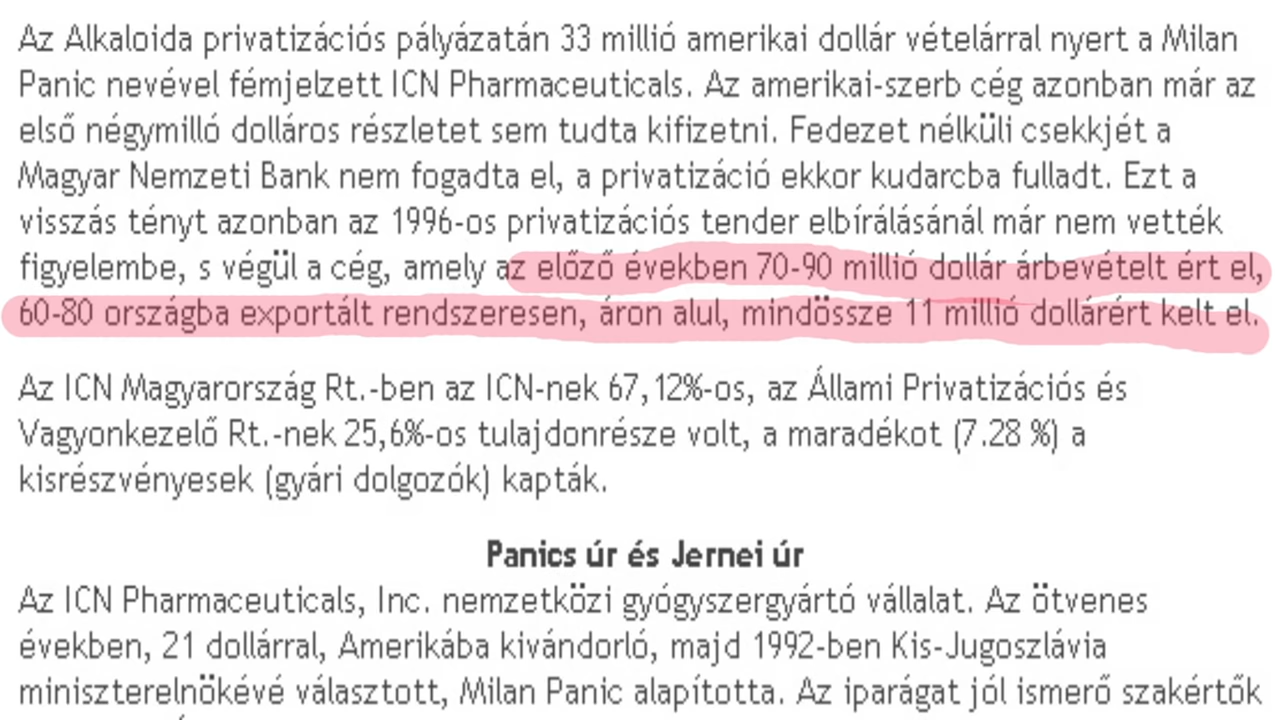 Az Alkaloida privatizációs pályázatán 33 millió amerikai dollár vételárral nyert a Milan
Panic nevével fémjelzett ICN Pharmaceuticals. Az amerikai-szerb cég azonban már az
első négymilló dolláros részletet sem tudta kifizetni. Fedezet nélküli csekkjét a
Magyar Nemzeti Bank nem fogadta el, a privatizáció ekkor kudarcba fulladt. Ezt a
visszás tényt azonban az 1996-os privatizációs tender elbírálásánál már nem vették
figyelembe, s végül a cég, amely az előző években 70-90 millió dollár árbevételt ért el,
60-80 országba exportált rendszeresen, áron alul, mindössze 11 millió dollárért kelt el.
Az ICN Magyarország Rt.-ben az ICN-nek 67,12%-os, az Állami Privatizációs és
Vagyonkezelő Rt.-nek 25,6%-os tulajdonrésze volt, a maradékot (7.28 %) a
kisrészvényesek (gyári dolgozók) kapták.
Panics úr és Jernei úr
Az ICN Pharmaceuticals, Inc. nemzetközi gyógyszergyártó vállalat. Az ötvenes
években, 21 dollárral, Amerikába kivándorló, majd 1992-ben Kis-Jugoszlávia
miniszterelnökévé választott, Milan Panic alapította. Az iparágat jól ismerő szakértők